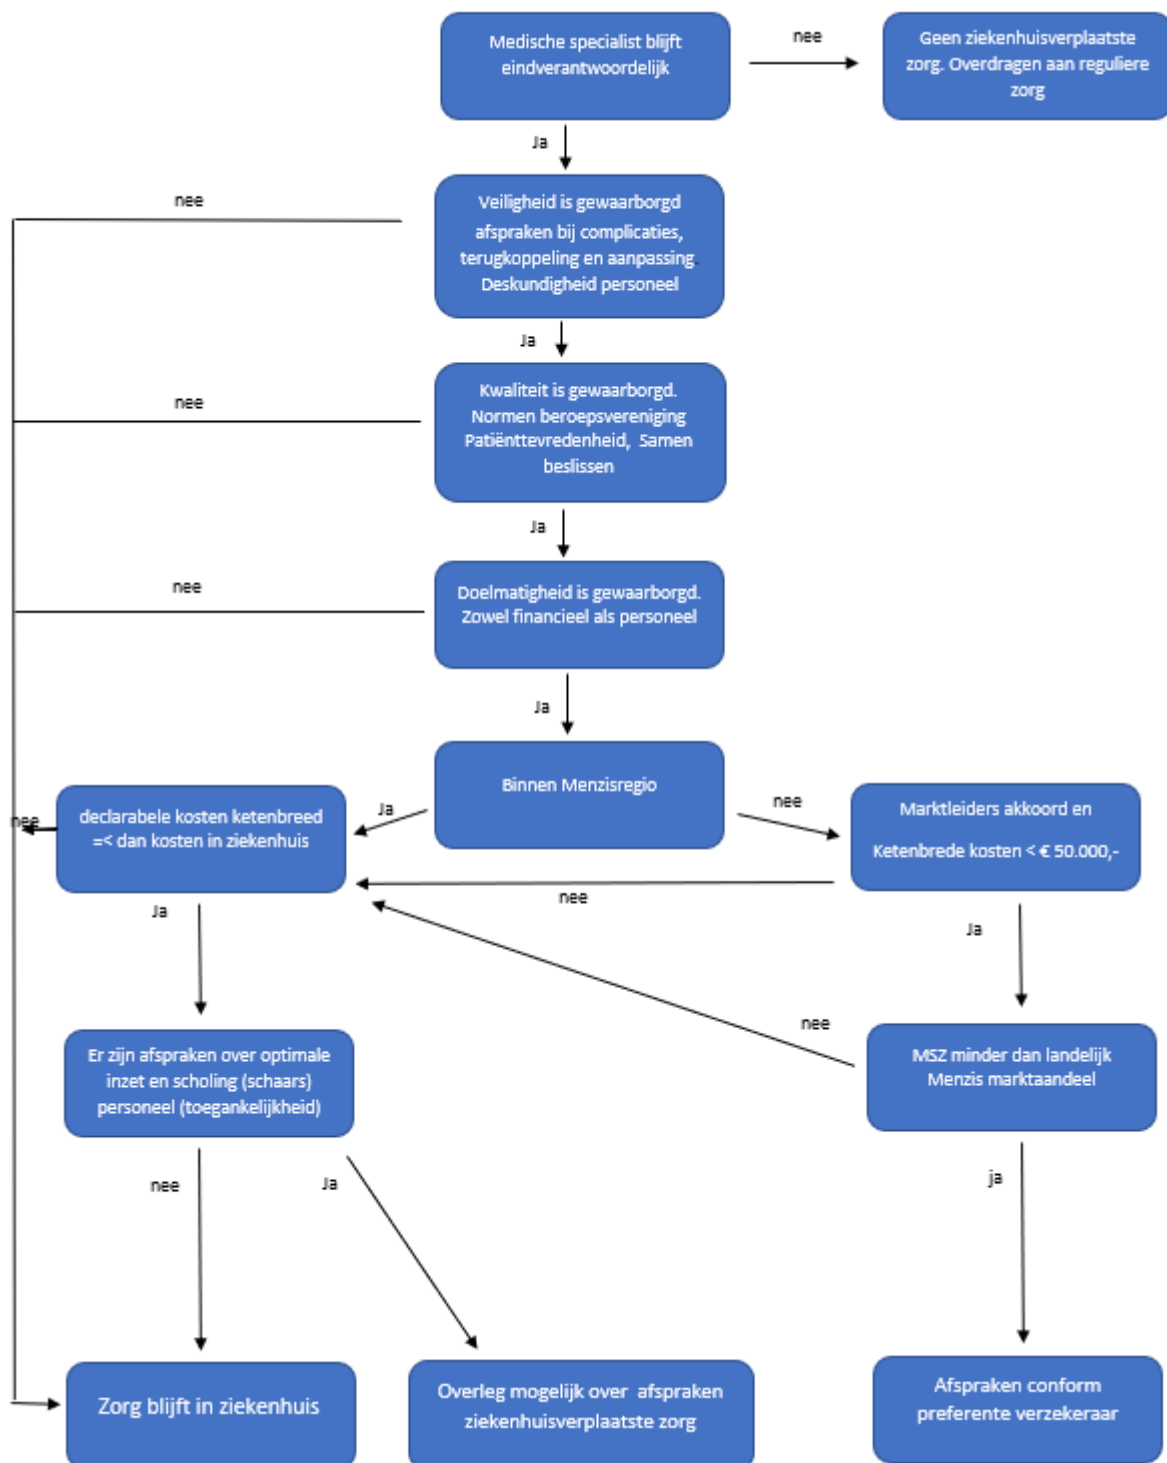 Medische specialist blijft
eindverantwoordelijk
nee
Geen ziekenhuisverplaatste
zorg. Overdragen aan reguliere
zorg
Ja
nee
Veiligheid is gewaarborgd
afspraken bij complicaties,
terugkoppeling en aanpassing.
Deskundigheid personeel
Ja
nee
Kwaliteit is gewaarborgd.
Normen beroepsvereniging
Patiënttevredenheid, Samen
beslissen
Ja
nee
Doelmatigheid is gewaarborgd.
Zowel financieel als personeel
Ja
Binnen Menzisregio
Ja
nee
nee
declarabele kosten ketenbreed
=< dan kosten in ziekenhuis
Marktleiders akkoord en
Ketenbrede kosten < € 50.000,-
nee
Ja
Ja
nee
Er zijn afspraken over optimale
inzet en scholing (schaars)
personeel (toegankelijkheid)
MSZ minder dan landelijk
Menzis marktaandeel
nee
Ja
ja
Zorg blijft in ziekenhuis
Overleg mogelijk over afspraken
ziekenhuisverplaatste zorg
Afspraken conform
preferente verzekeraar